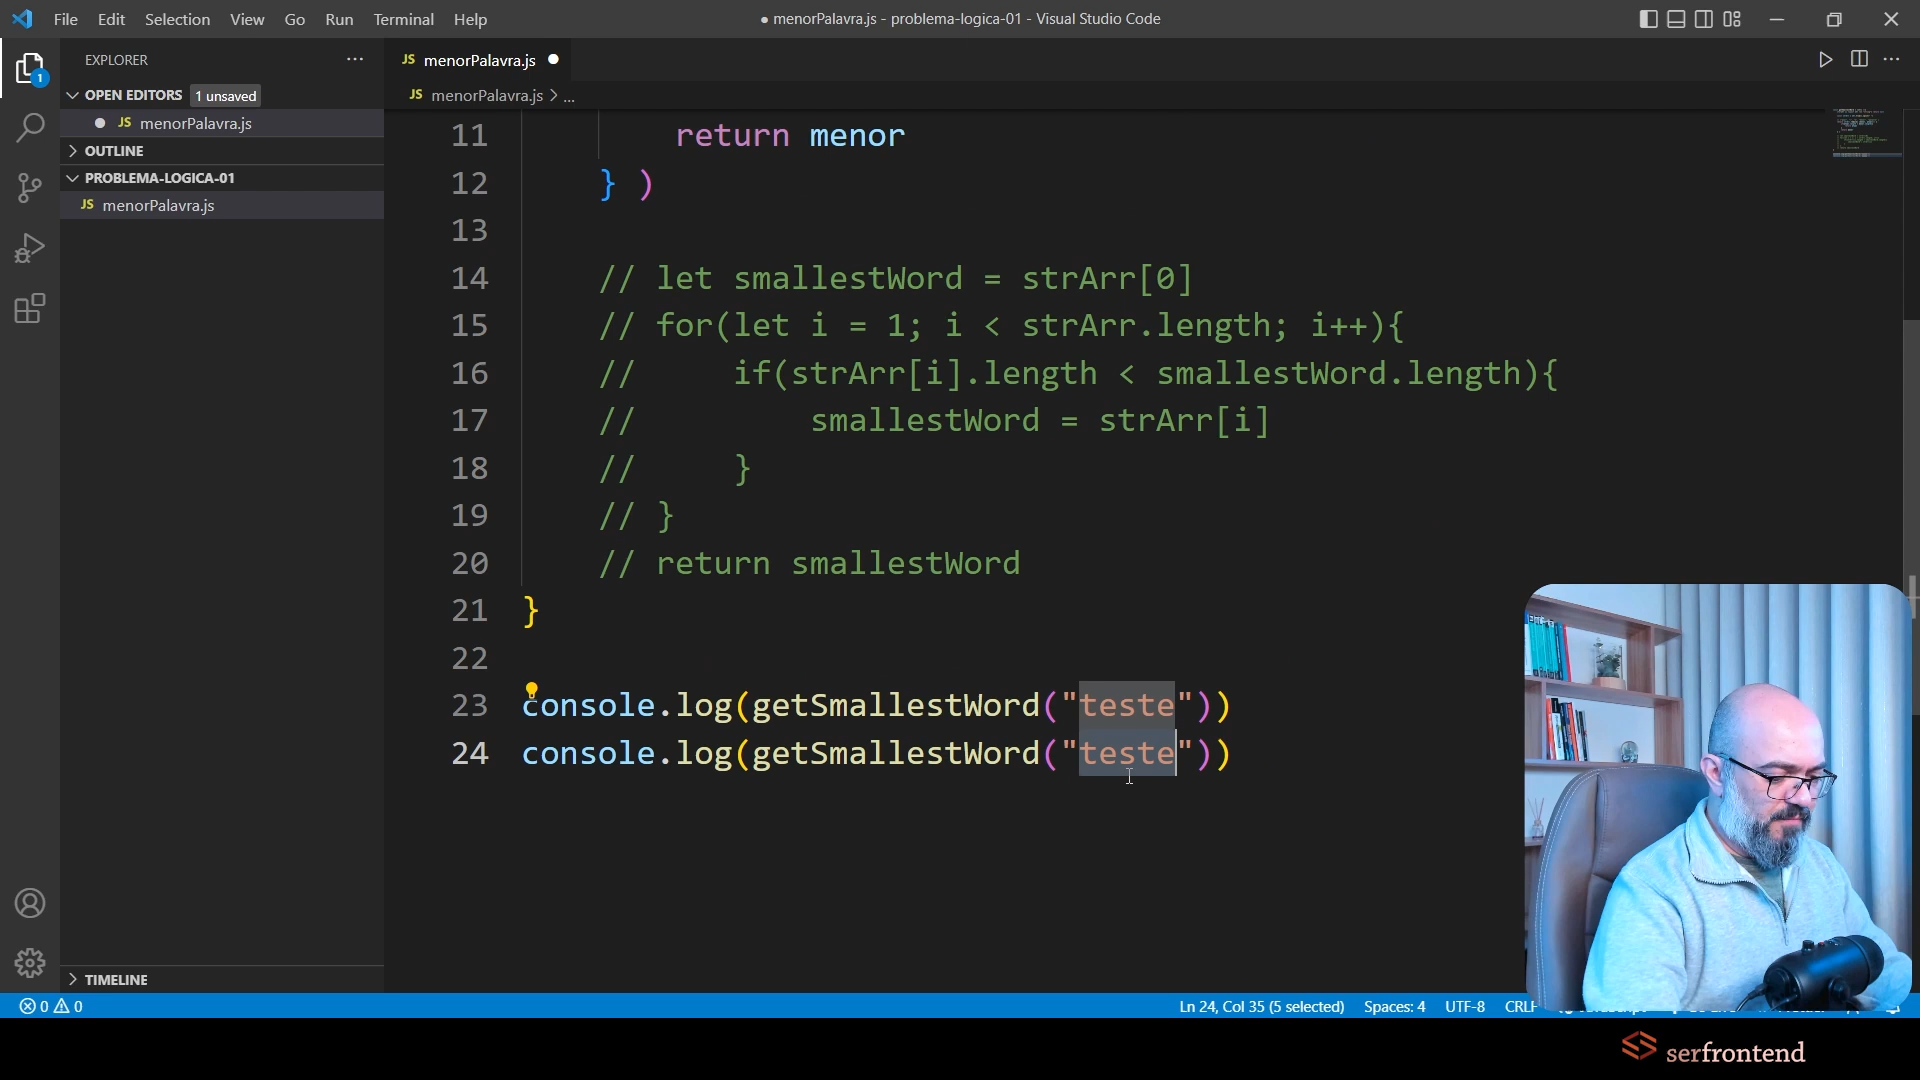 File Edit Selection View Go Run Terminal Help
● menorPalavra.js - problema-logica-01 - Visual Studio Code
EXPLORER ...
OPEN EDITORS 1 unsaved
● JS menorPalavra.js
OUTLINE
PROBLEMA-LOGICA-01
JS menorPalavra.js
TIMELINE
1
JS menorPalavra.js ●
JS menorPalavra.js > ...
11 return menor
12 } )
13
14 // let smallestWord = strArr[0]
15 // for(let i = 1; i < strArr.length; i++){
16 // if(strArr[i].length < smallestWord.length){
17 // smallestWord = strArr[i]
18 // }
19 // }
20 // return smallestWord
21 }
22
23 console.log(getSmallestWord("teste"))
24 console.log(getSmallestWord("teste"))
0 0 Ln 24, Col 35 (5 selected) Spaces: 4 UTF-8 CRLF
serfrontend